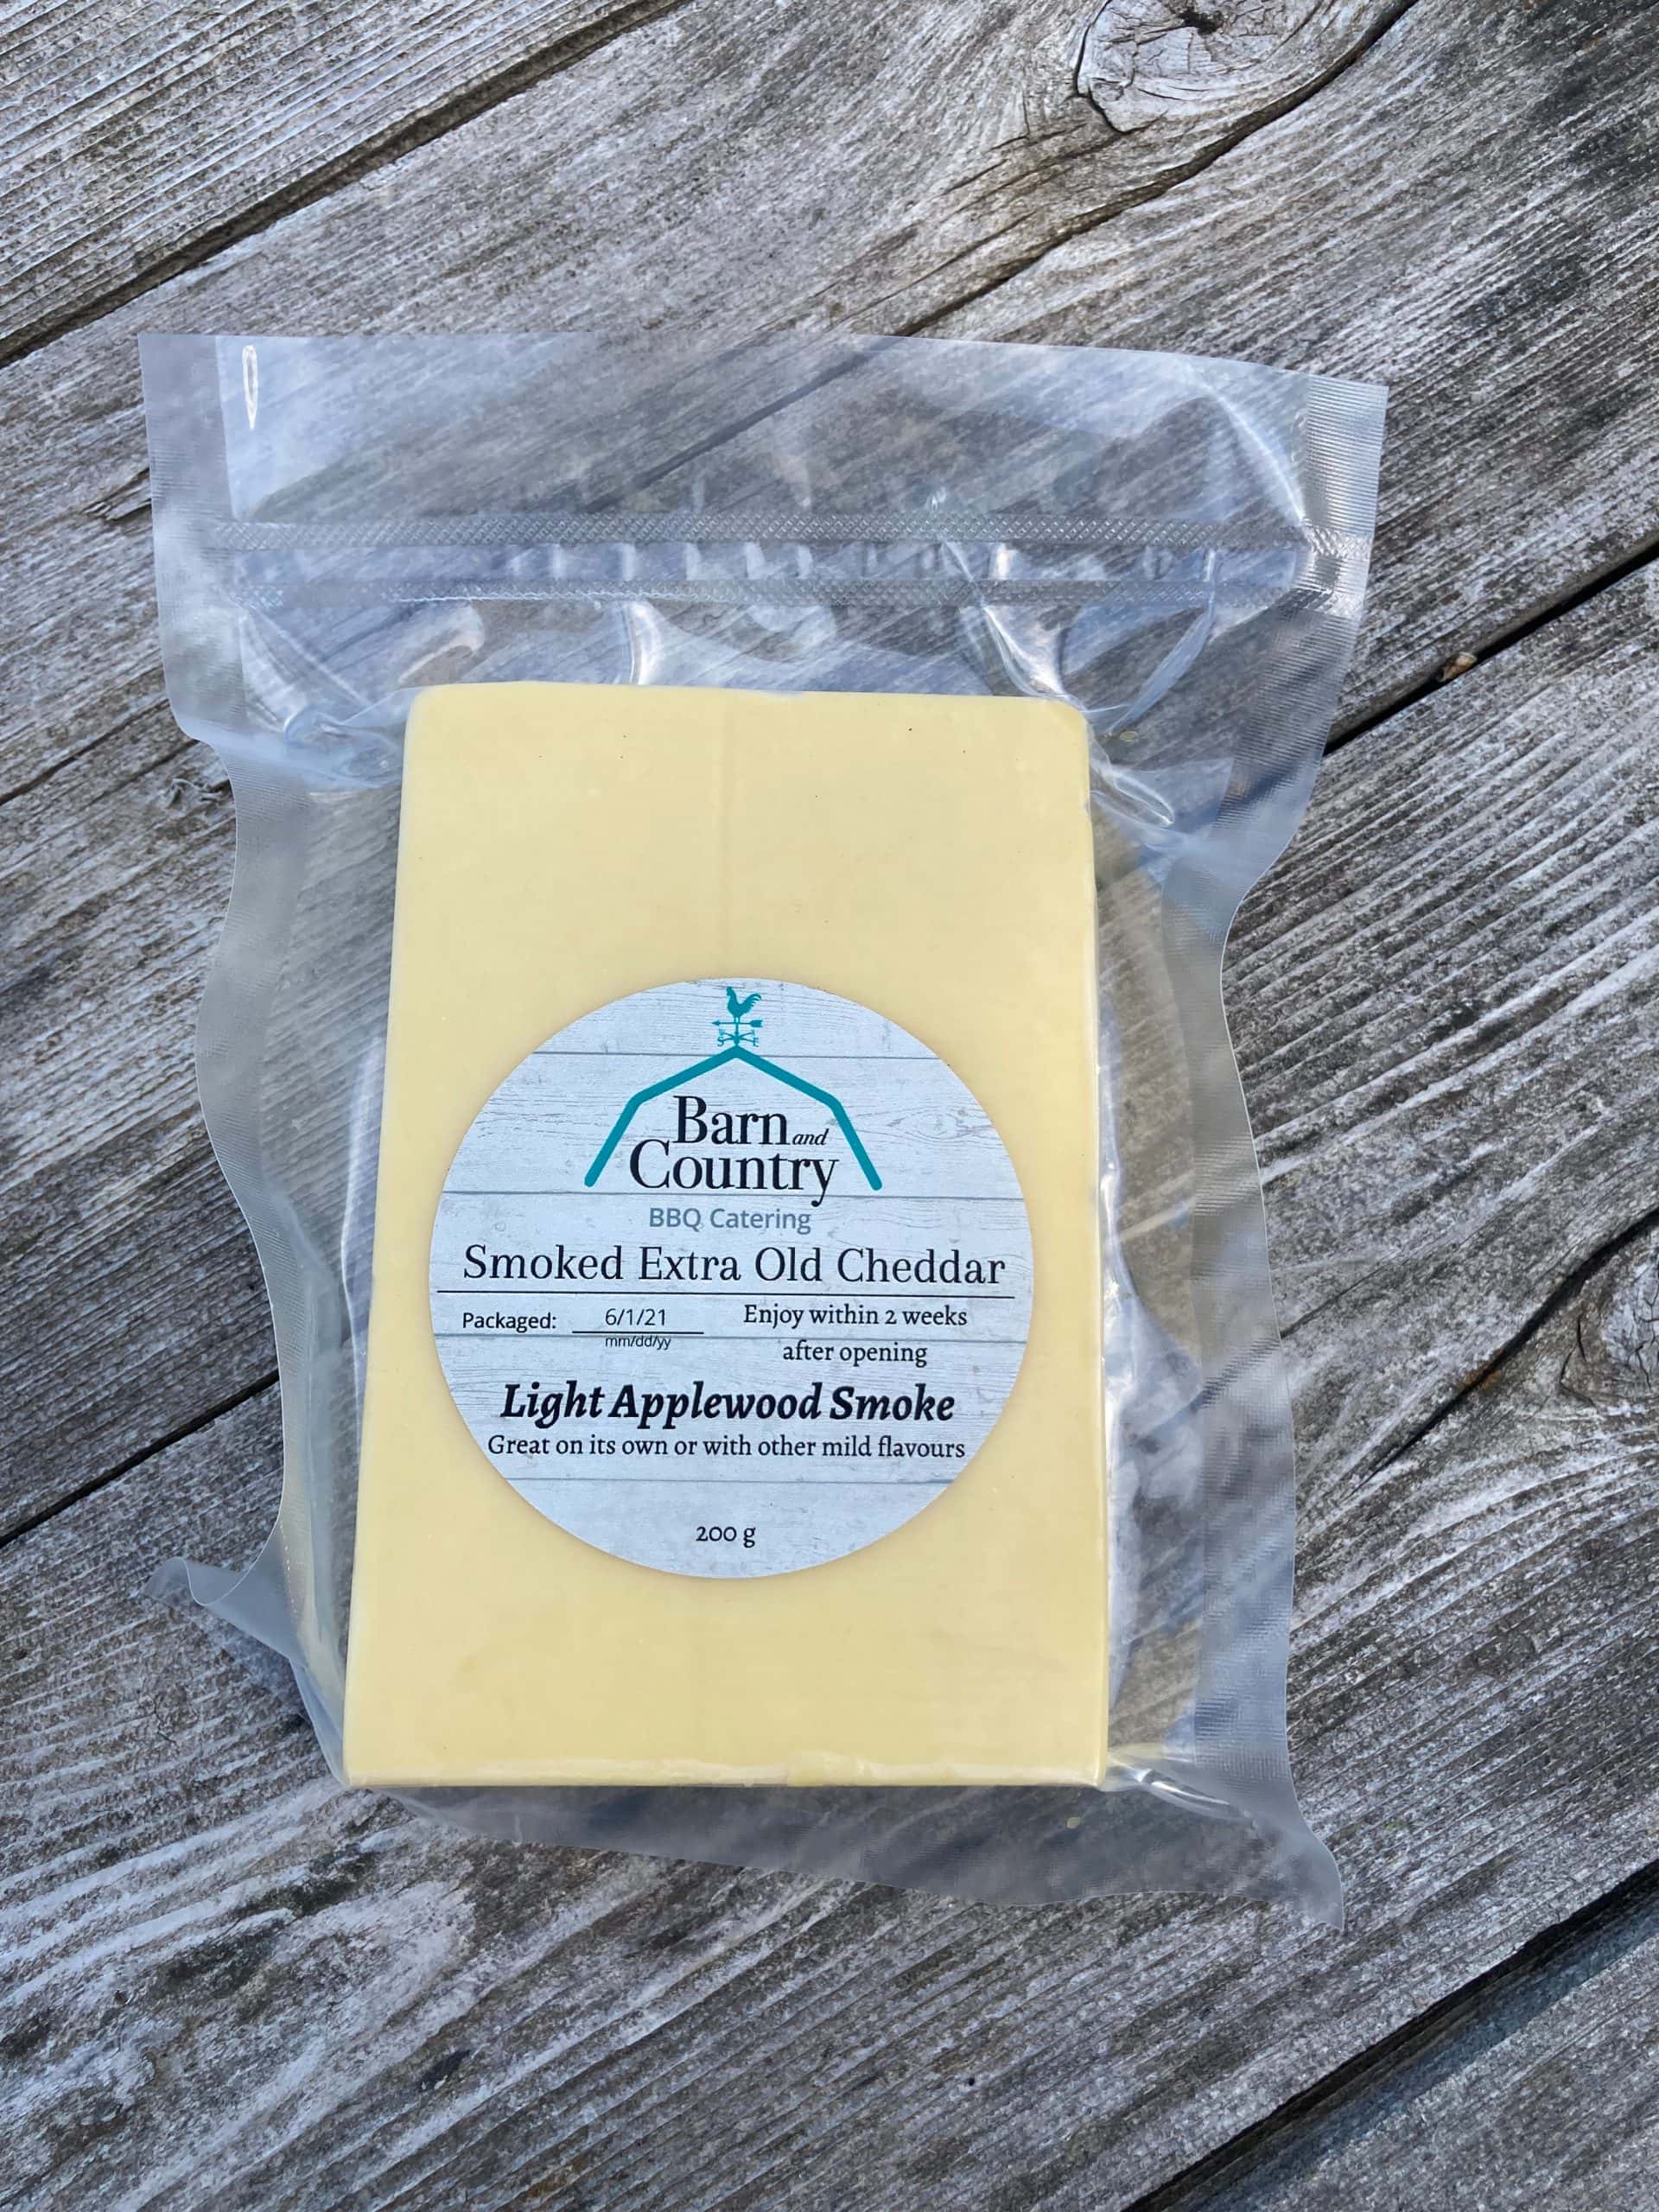 Barn and
Country
BBQ Catering
Smoked Extra Old Cheddar
Packaged: 6/1/21
mm/dd/yy
Enjoy within 2 weeks
after opening
Light Applewood Smoke
Great on its own or with other mild flavours
200 g